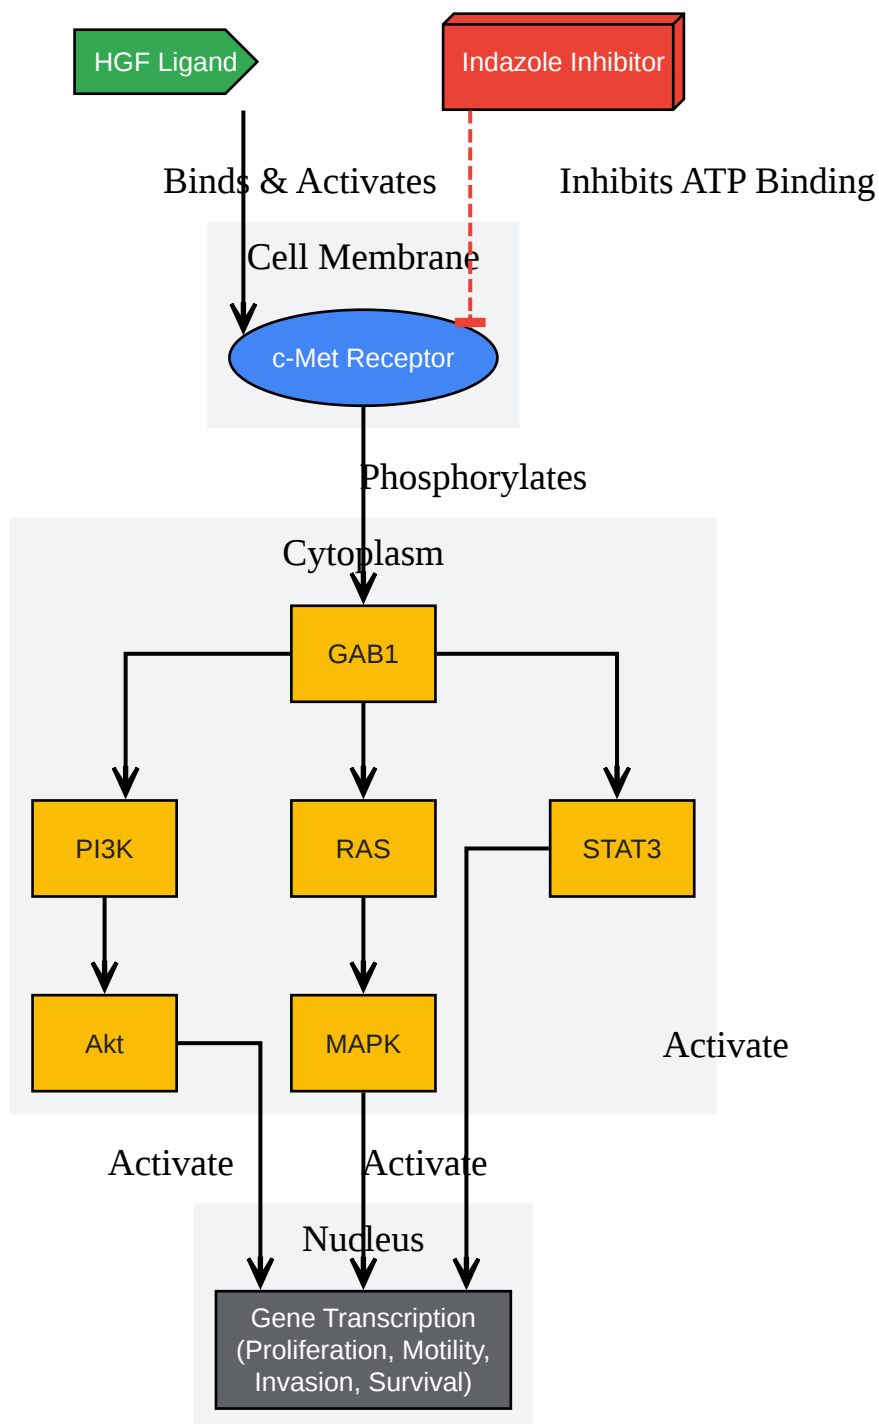 HGF Ligand
Indazole Inhibitor
Binds & Activates
Inhibits ATP Binding
Cell Membrane
c-Met Receptor
Phosphorylates
Cytoplasm
GAB1
PI3K
RAS
STAT3
Akt
MAPK
Activate
Activate
Activate
Nucleus
Gene Transcription
(Proliferation, Motility,
Invasion, Survival)